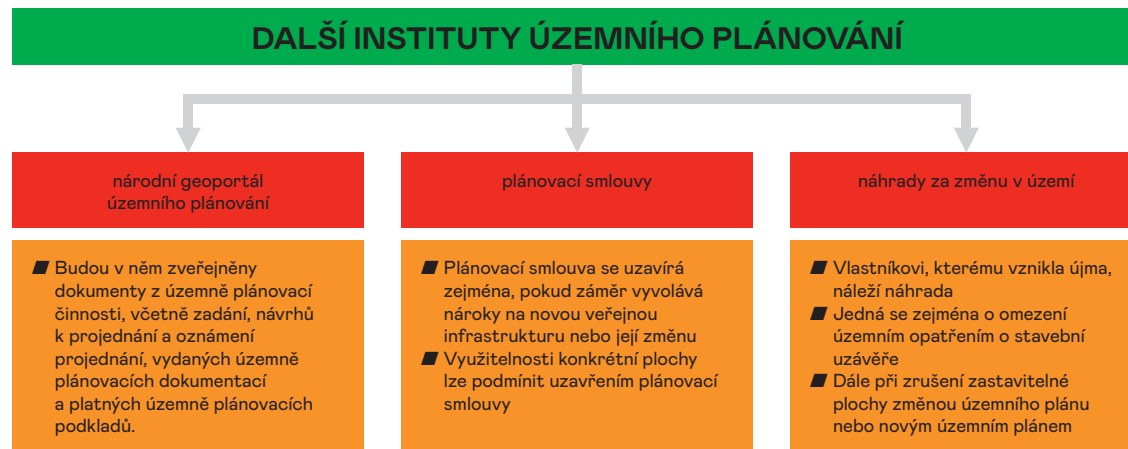 DALŠÍ INSTITUTY ÚZEMNÍHO PLÁNOVÁNÍ
národní geoportál
územního plánování
Budou v něm zveřejněny
dokumenty z územně plánovací
činnosti, včetně zadání, návrhů
k projednání a oznámení
projednání, vydaných územně
plánovacích dokumentací
a platných územně plánovacích
podkladů.
plánovací smlouvy
Plánovací smlouva se uzavírá
zejména, pokud záměr vyvolává
nároky na novou veřejnou
infrastrukturu nebo její změnu
Využitelnosti konkrétní plochy
lze podmínit uzavřením plánovací
smlouvy
náhrady za změnu v území
Vlastníkovi, kterému vznikla újma,
náleží náhrada
Jedná se zejména o omezení
územním opatřením o stavební
uzávěře
Dále při zrušení zastavitelné
plochy změnou územního plánu
nebo novým územním plánem